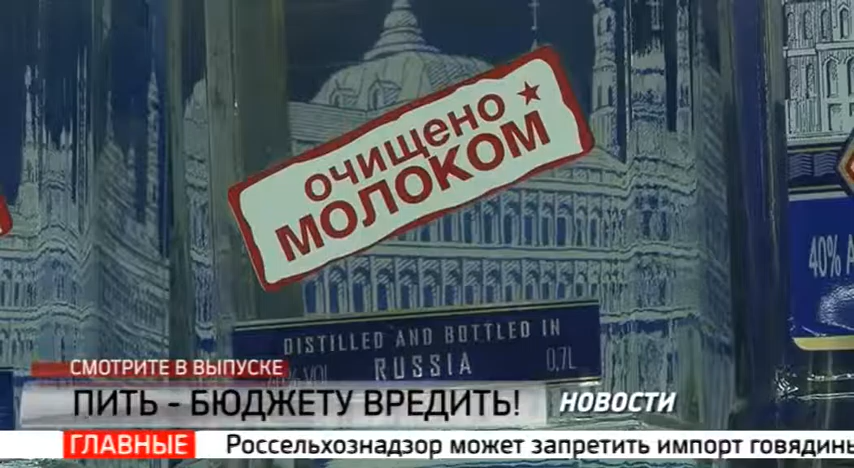 ОЧИЩЕНО
МОЛОКОМ
DISTILLED AND BOTTLED IN
RUSSIA
0,7L
VOL
40%
СМОТРИТЕ В ВЫПУСКЕ
ПИТЬ - БЮДЖЕТУ ВРЕДИТЬ!
НОВОСТИ
ГЛАВНЫЕ
Россельхознадзор может запретить импорт говядины